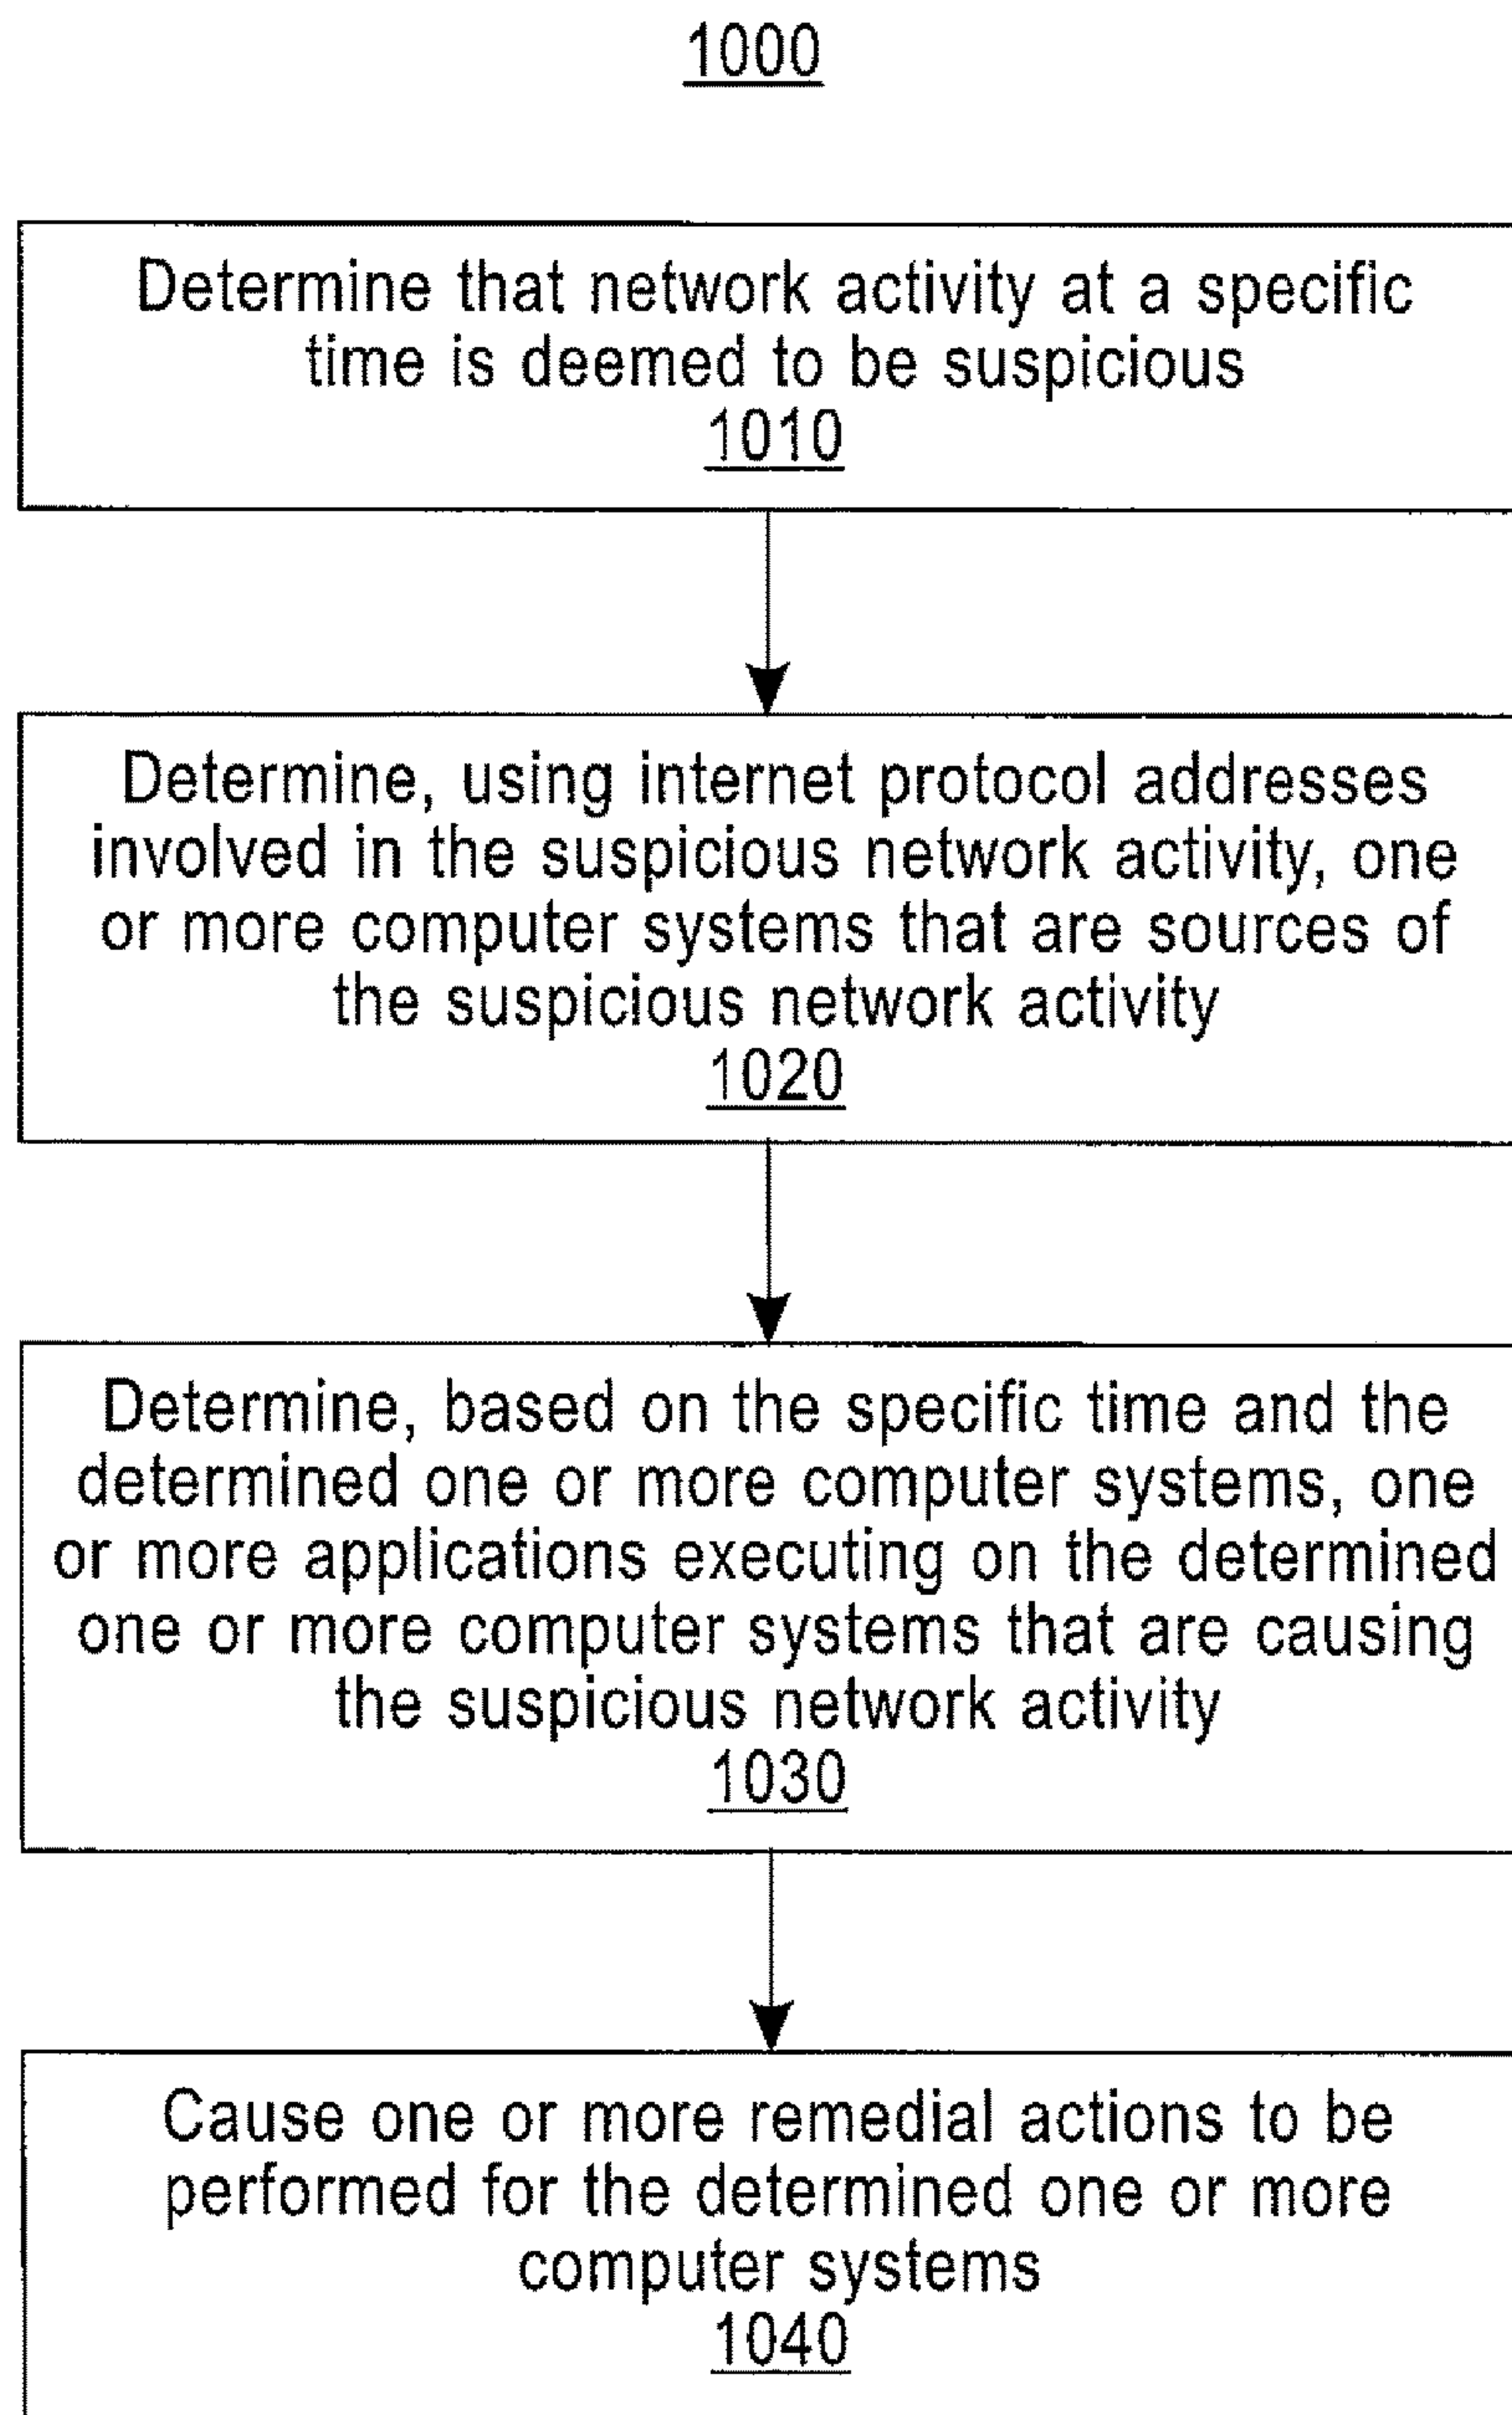 1000
Determine that network activity at a specific
time is deemed to be suspicious
1010
Determine, using internet protocol addresses
involved in the suspicious network activity, one
or more computer systems that are sources of
the suspicious network activity
1020
Determine, based on the specific time and the
determined one or more computer systems, one
or more applications executing on the determined
one or more computer systems that are causing
the suspicious network activity
1030
Cause one or more remedial actions to be
performed for the determined one or more
computer systems
1040